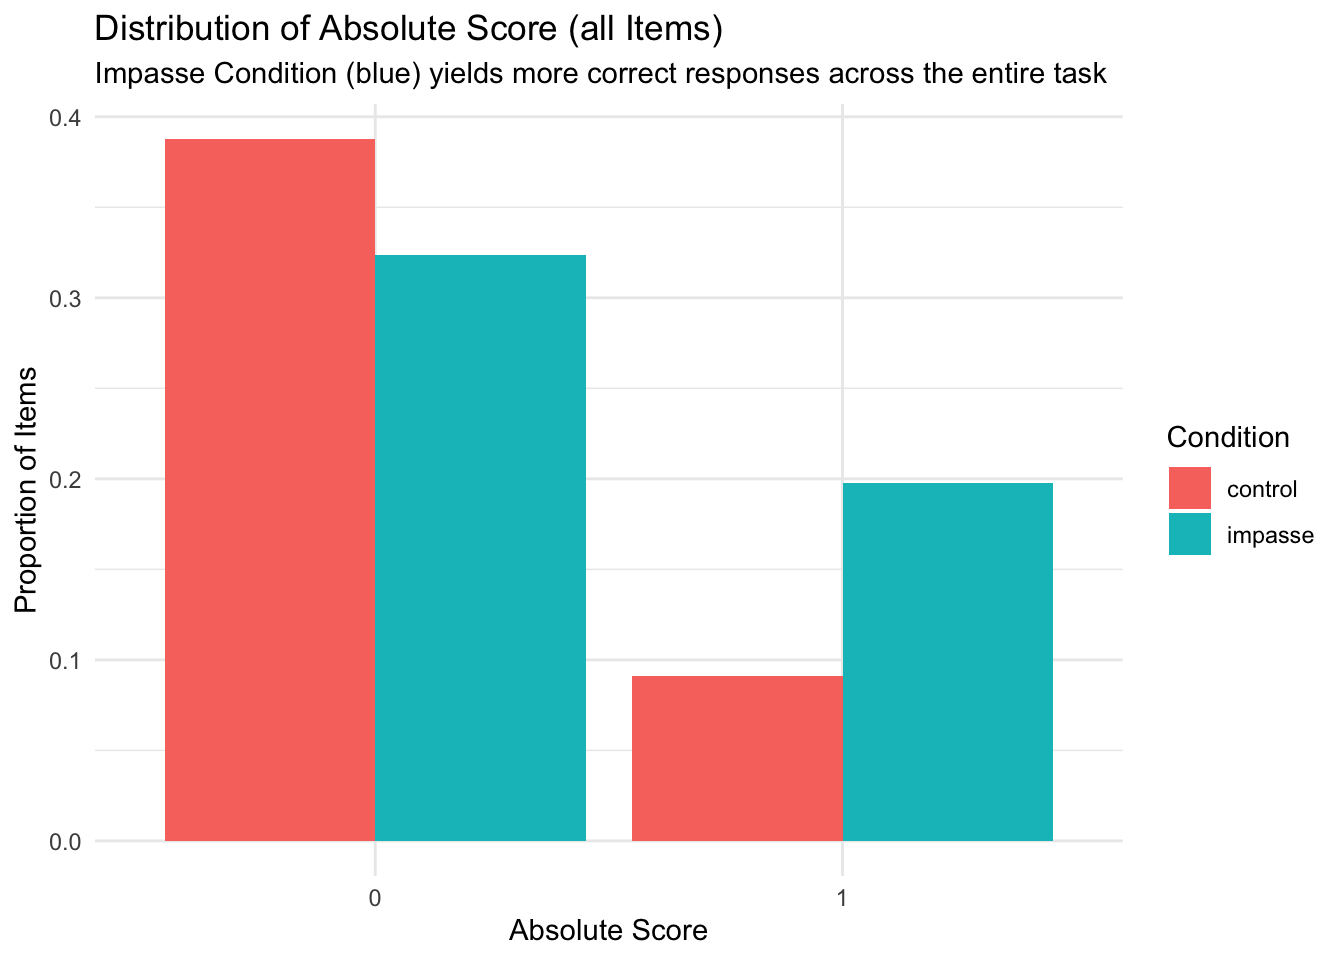 Distribution of Absolute Score (all Items)
Impasse Condition (blue) yields more correct responses across the entire task
Proportion of Items
0.4
0.3
0.2
0.1
0.0
0
1
Absolute Score
Condition
control
impasse